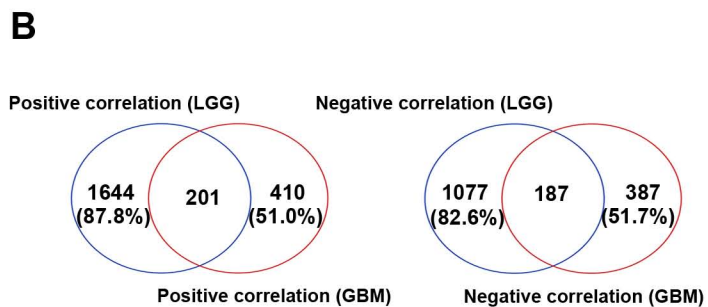 B
Positive correlation (LGG)
Negative correlation (LGG)
1644
(87.8%)
201
410
(51.0%)
1077
(82.6%)
187
387
(51.7%)
Positive correlation (GBM)
Negative correlation (GBM)